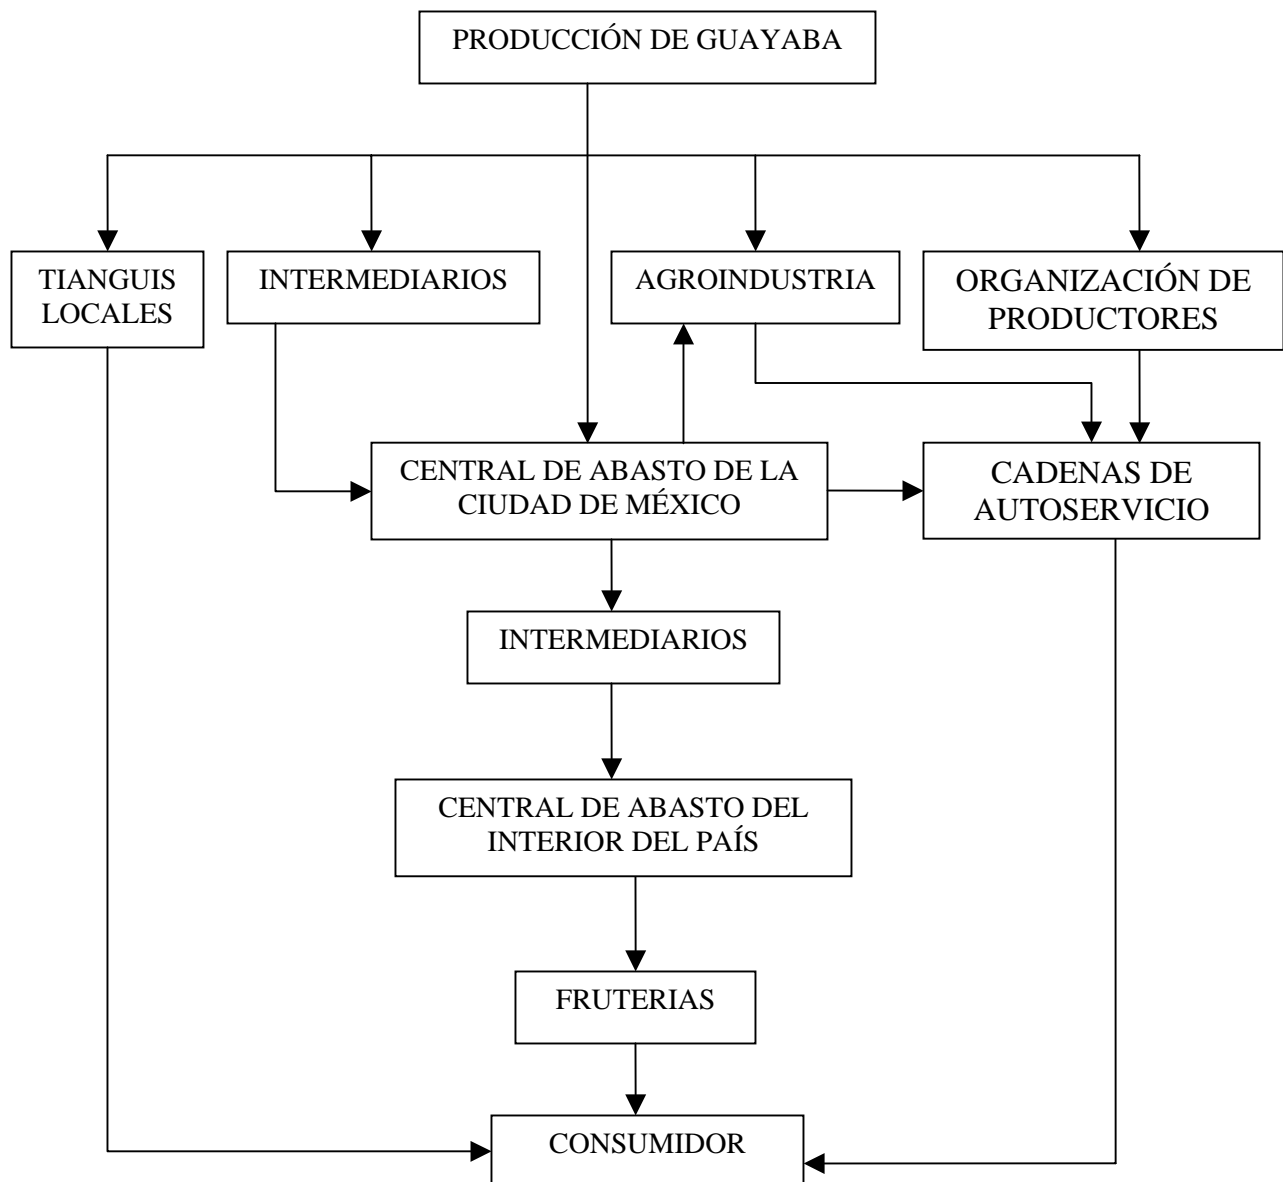 PRODUCCIÓN DE GUAYABA
TIANGUIS
LOCALES
INTERMEDIARIOS
AGROINDUSTRIA
ORGANIZACIÓN DE
PRODUCTORES
CENTRAL DE ABASTO DE LA
CIUDAD DE MÉXICO
CADENAS DE
AUTOSERVICIO
INTERMEDIARIOS
CENTRAL DE ABASTO DEL
INTERIOR DEL PAÍS
FRUTERIAS
CONSUMIDOR